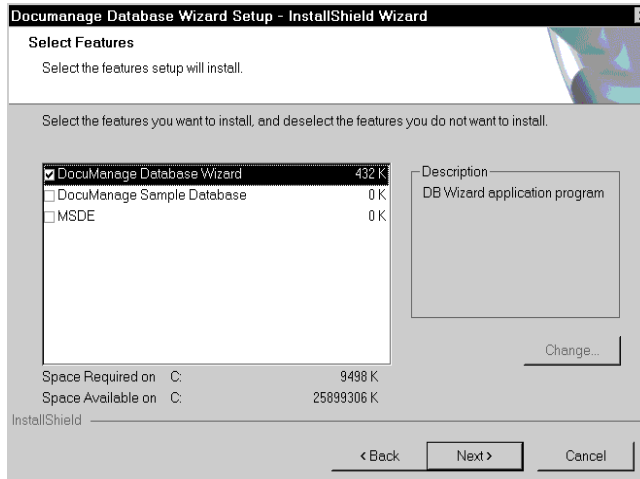 Documanage Database Wizard Setup - InstallShield Wizard
Select Features
Select the features setup will install.
Select the features you want to install, and deselect the features you do not want to install.
DocuManage Database Wizard 432 K
DocuManage Sample Database 0 K
MSDE 0 K
Description
DB Wizard application program
Change...
Space Required on C: 9498 K
Space Available on C: 25899306 K
InstallShield
< Back
Next >
Cancel